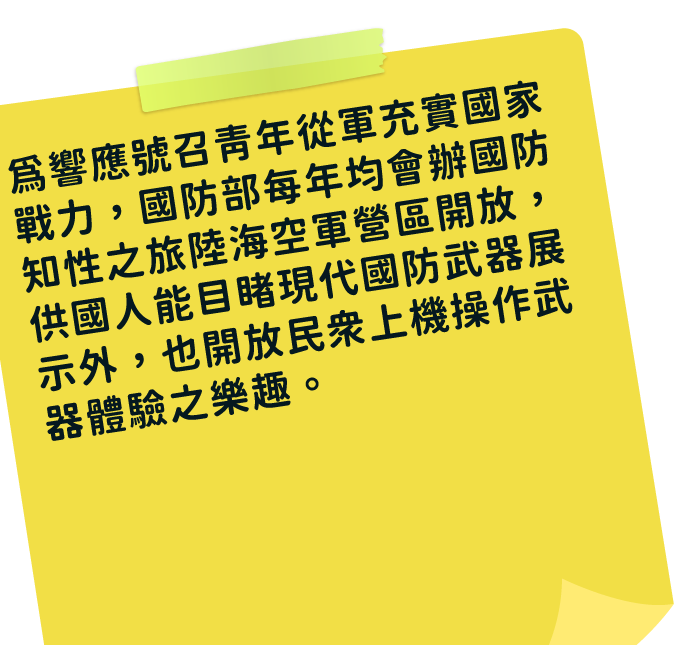 為響應號召青年從軍充實國家
戰力，國防部每年均會辦國防
知性之旅陸海空軍營區開放，
供國人能目睹現代國防武器展
示外，也開放民眾上機操作武
器體驗之樂趣。